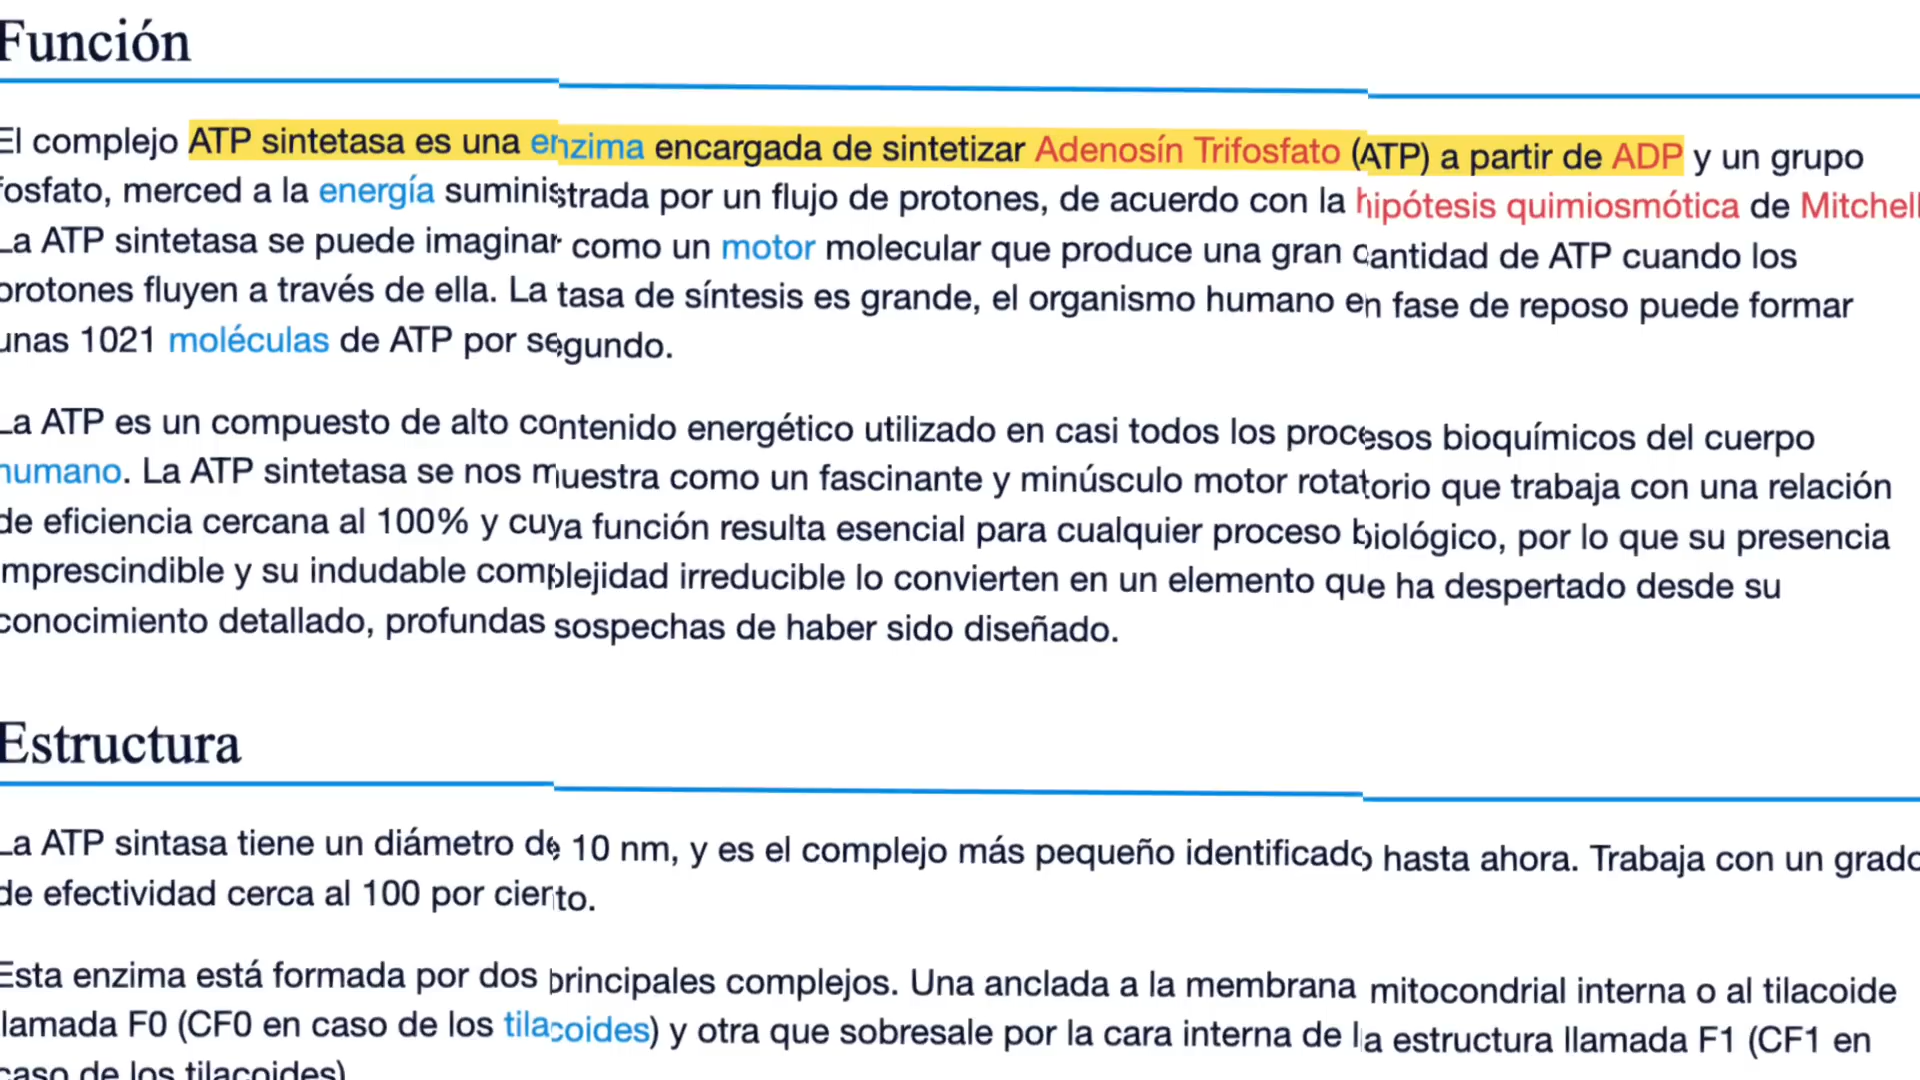 Función
El complejo ATP sintetasa es una enzima encargada de sintetizar Adenosín Trifosfato (ATP) a partir de ADP y un grupo
fosfato, merced a la energía suministrada por un flujo de protones, de acuerdo con la hipótesis quimiosmótica de Mitchell
La ATP sintetasa se puede imaginar como un motor molecular que produce una gran cantidad de ATP cuando los
protones fluyen a través de ella. La tasa de síntesis es grande, el organismo humano en fase de reposo puede formar
unas 1021 moléculas de ATP por segundo.
La ATP es un compuesto de alto contenido energético utilizado en casi todos los procesos bioquímicos del cuerpo
humano. La ATP sintetasa se nos muestra como un fascinante y minúsculo motor rotatorio que trabaja con una relación
de eficiencia cercana al 100% y cuya función resulta esencial para cualquier proceso biológico, por lo que su presencia
imprescindible y su indudable complejidad irreducible lo convierten en un elemento que ha despertado desde su
conocimiento detallado, profundas sospechas de haber sido diseñado.
Estructura
La ATP sintasa tiene un diámetro de 10 nm, y es el complejo más pequeño identificado hasta ahora. Trabaja con un grado
de efectividad cerca al 100 por ciento.
Esta enzima está formada por dos principales complejos. Una anclada a la membrana mitocondrial interna o al tilacoide
llamada F0 (CF0 en caso de los tilacoides) y otra que sobresale por la cara interna de la estructura llamada F1 (CF1 en
caso de los tilacoides)